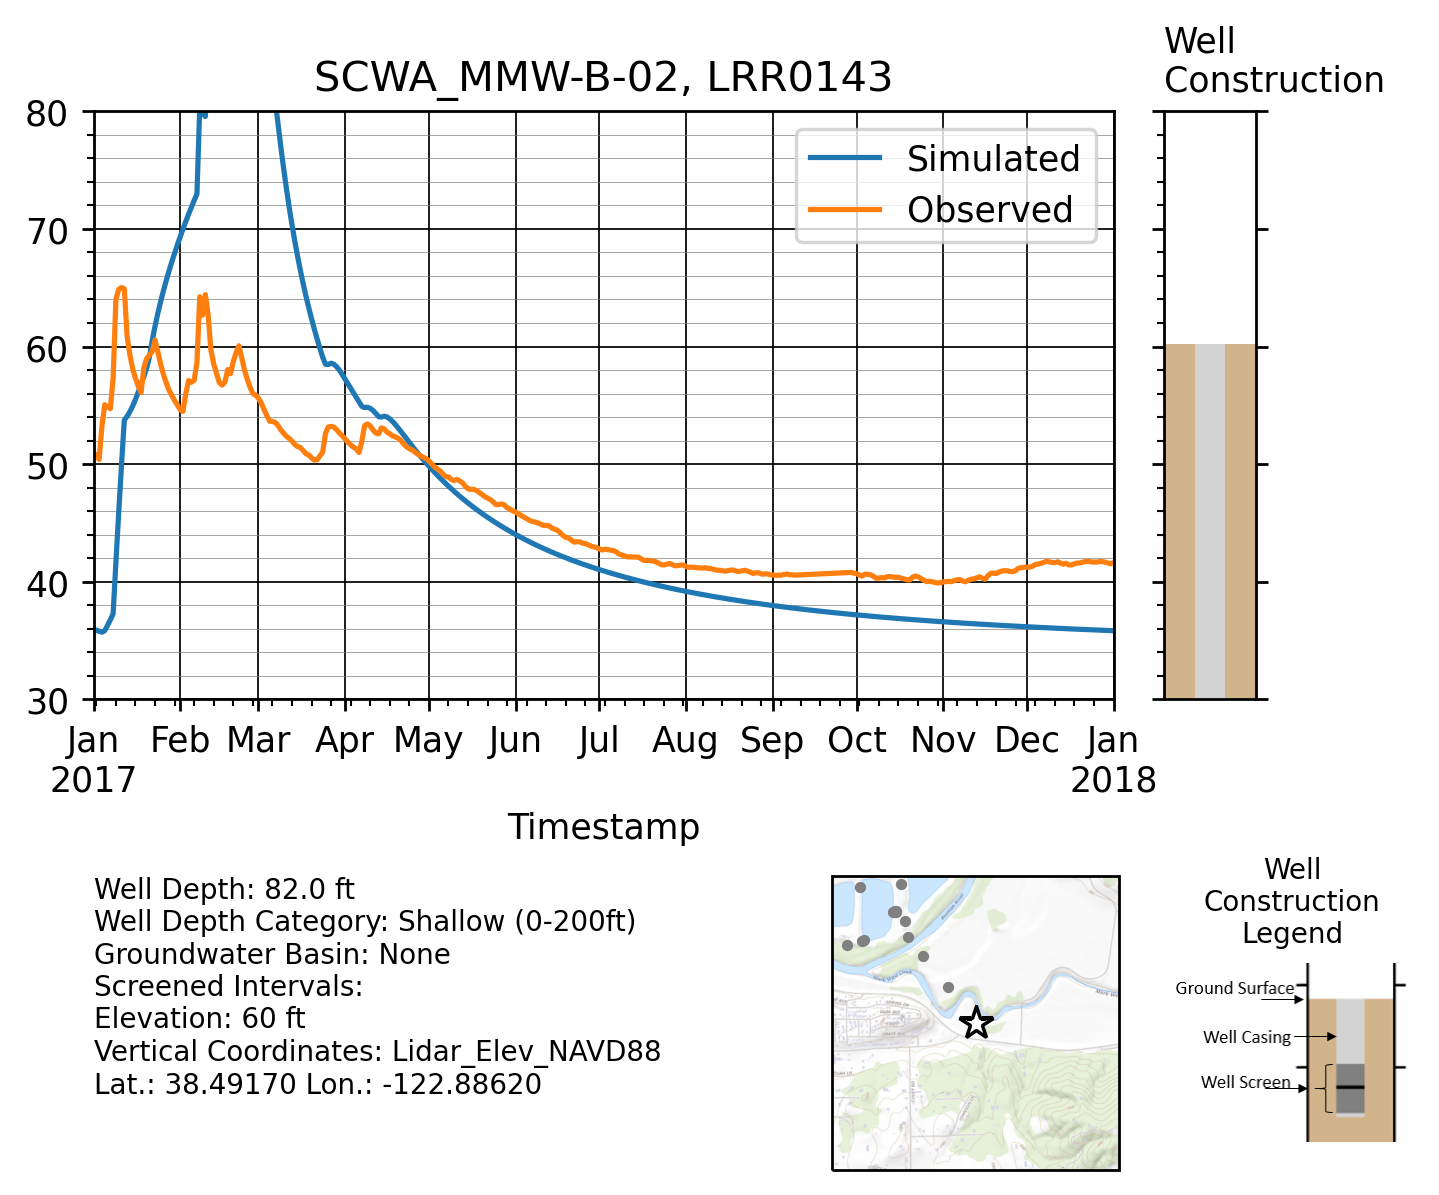 Well
Construction
SCWA_MMW-B-02, LRR0143
80
70
60
50
40
30
Simulated
Observed
Jan
2017
Feb
Mar
Apr
May
Jun
Jul
Aug
Sep
Oct
Nov
Dec
Jan
2018
Timestamp
Well Depth: 82.0 ft
Well Depth Category: Shallow (0-200ft)
Groundwater Basin: None
Screened Intervals:
Elevation: 60 ft
Vertical Coordinates: Lidar_Elev_NAVD88
Lat.: 38.49170 Lon.: -122.88620
Well
Construction
Legend
Ground Surface
Well Casing
Well Screen